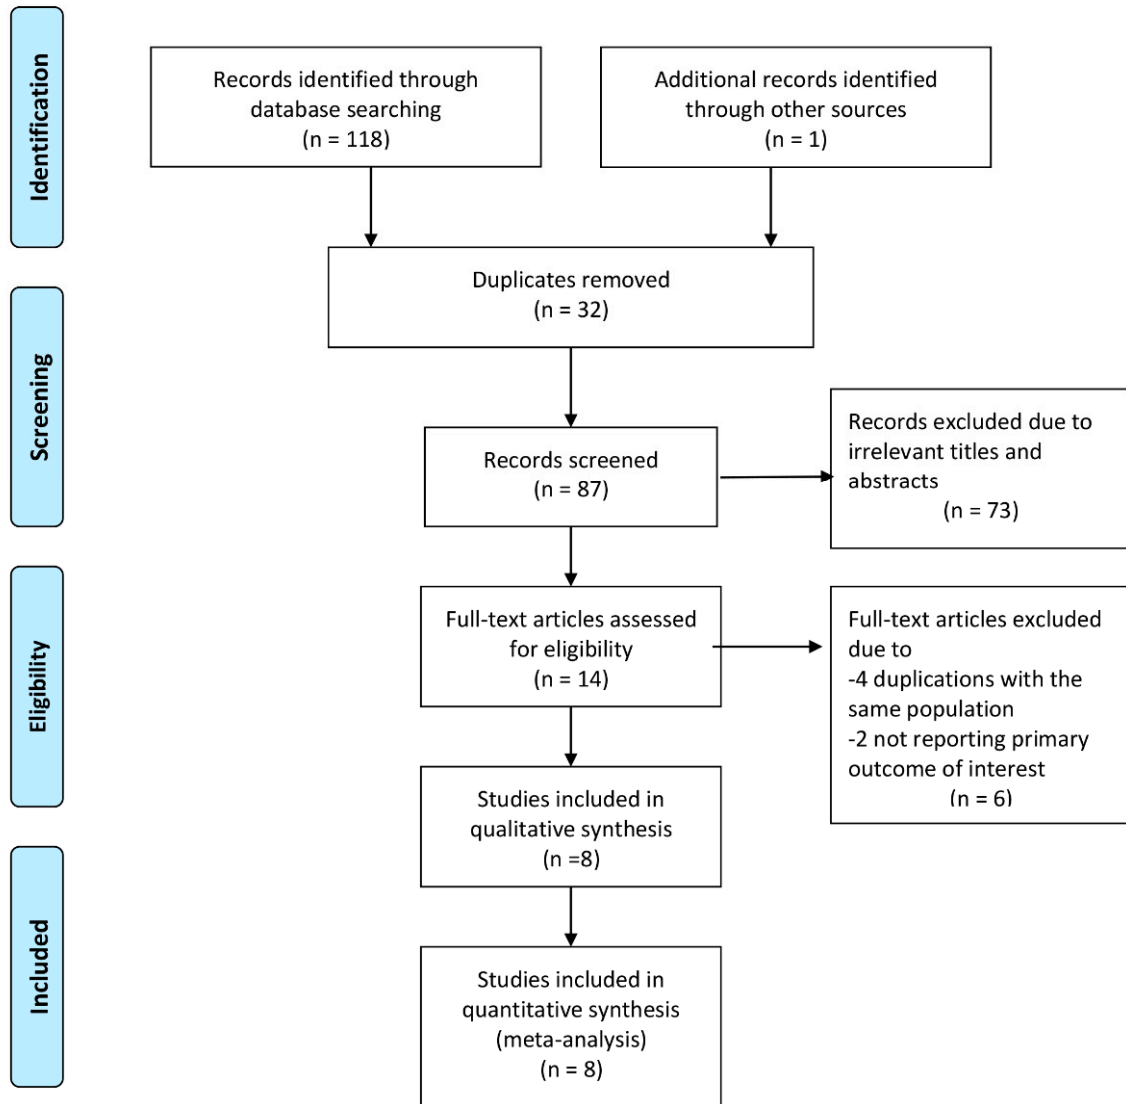 Identification
Records identified through
database searching
(n = 118)
Additional records identified
through other sources
(n = 1)
Duplicates removed
(n = 32)
Screening
Records screened
(n = 87)
Records excluded due to
irrelevant titles and
abstracts
(n = 73)
Eligibility
Full-text articles assessed
for eligibility
(n = 14)
Full-text articles excluded
due to
-4 duplications with the
same population
-2 not reporting primary
outcome of interest
(n = 6)
Studies included in
qualitative synthesis
(n =8)
Included
Studies included in
quantitative synthesis
(meta-analysis)
(n = 8)